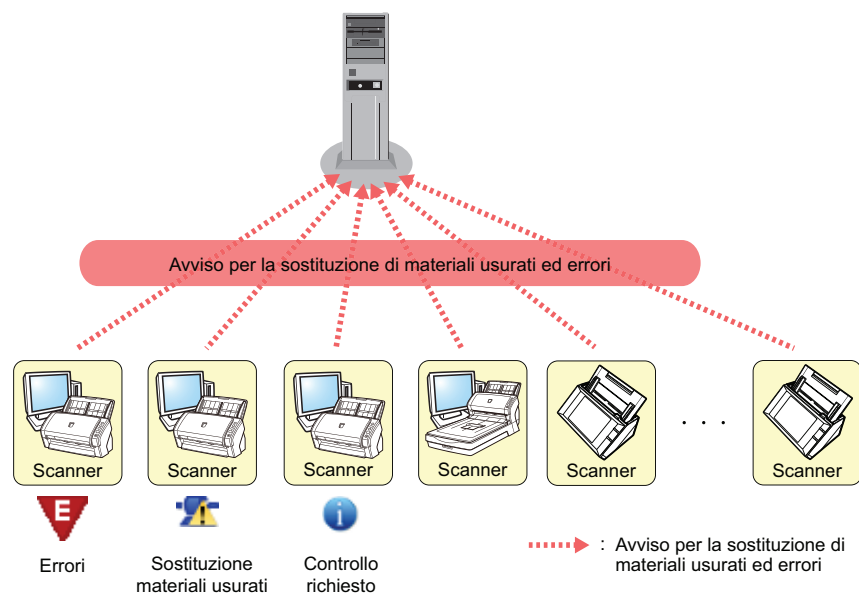 Avviso per la sostituzione di materiali usurati ed errori
Scanner
Scanner
Scanner
Scanner
Scanner
. . .
Scanner
E
i
Errori
Sostituzione
materiali usurati
Controllo
richiesto
: Avviso per la sostituzione di
materiali usurati ed errori